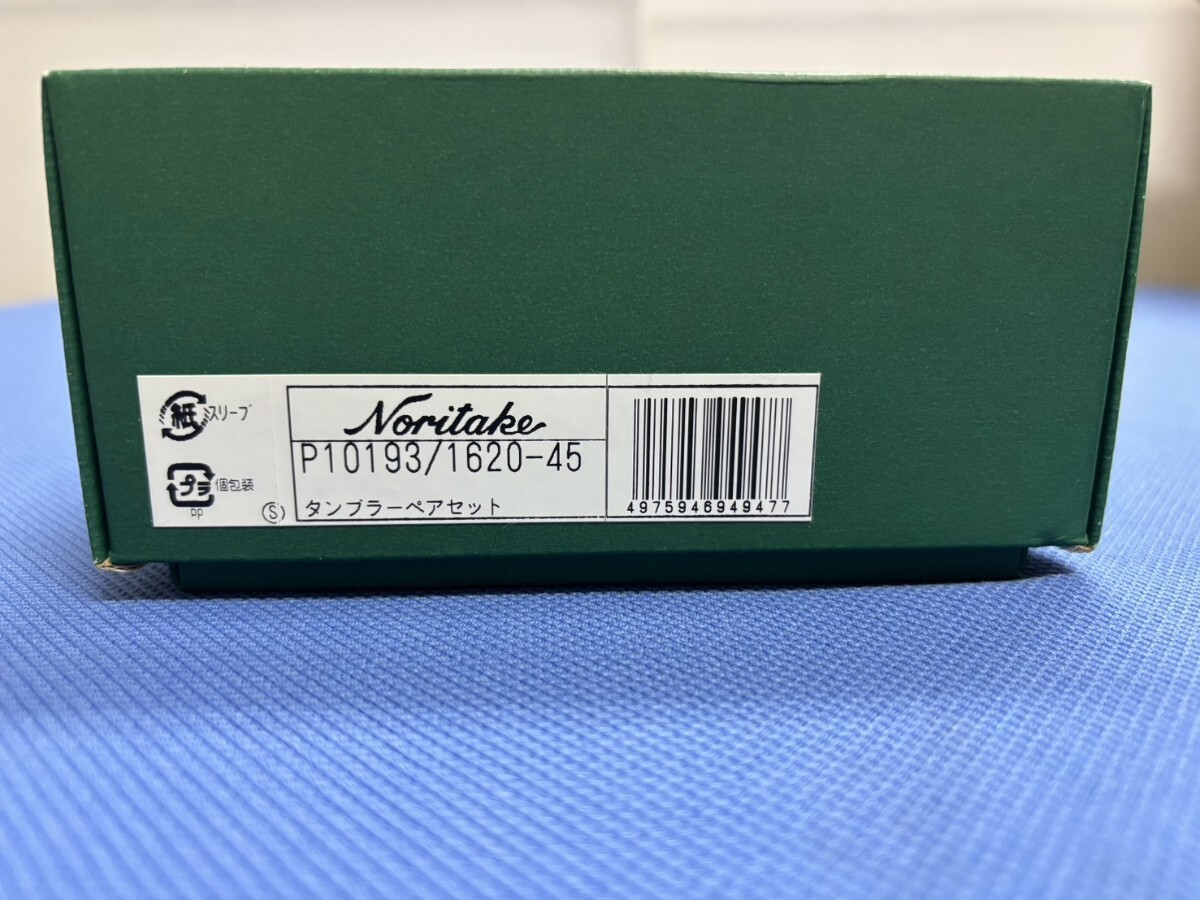 紙 スリーブ
プラ 個包装
PP
Ⓢ)
Noritake
P10193/1620-45
タンブラーペアセット
4975946949477